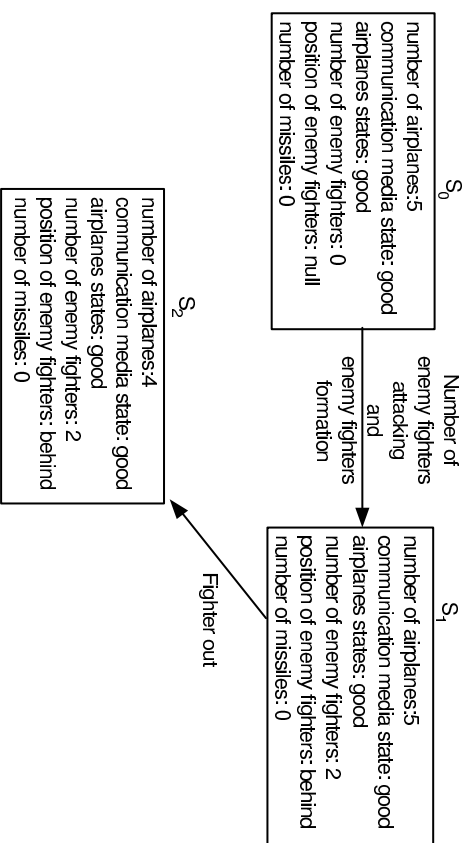 S0
number of airplanes:5
communication media state: good
airplanes states: good
number of enemy fighters: 0
position of enemy fighters: null
number of missiles: 0
Number of
enemy fighters
attacking
and
enemy fighters
formation
S1
number of airplanes:5
communication media state: good
airplanes states: good
number of enemy fighters: 2
position of enemy fighters: behind
number of missiles: 0
Fighter out
S2
number of airplanes:4
communication media state: good
airplanes states: good
number of enemy fighters: 2
position of enemy fighters: behind
number of missiles: 0